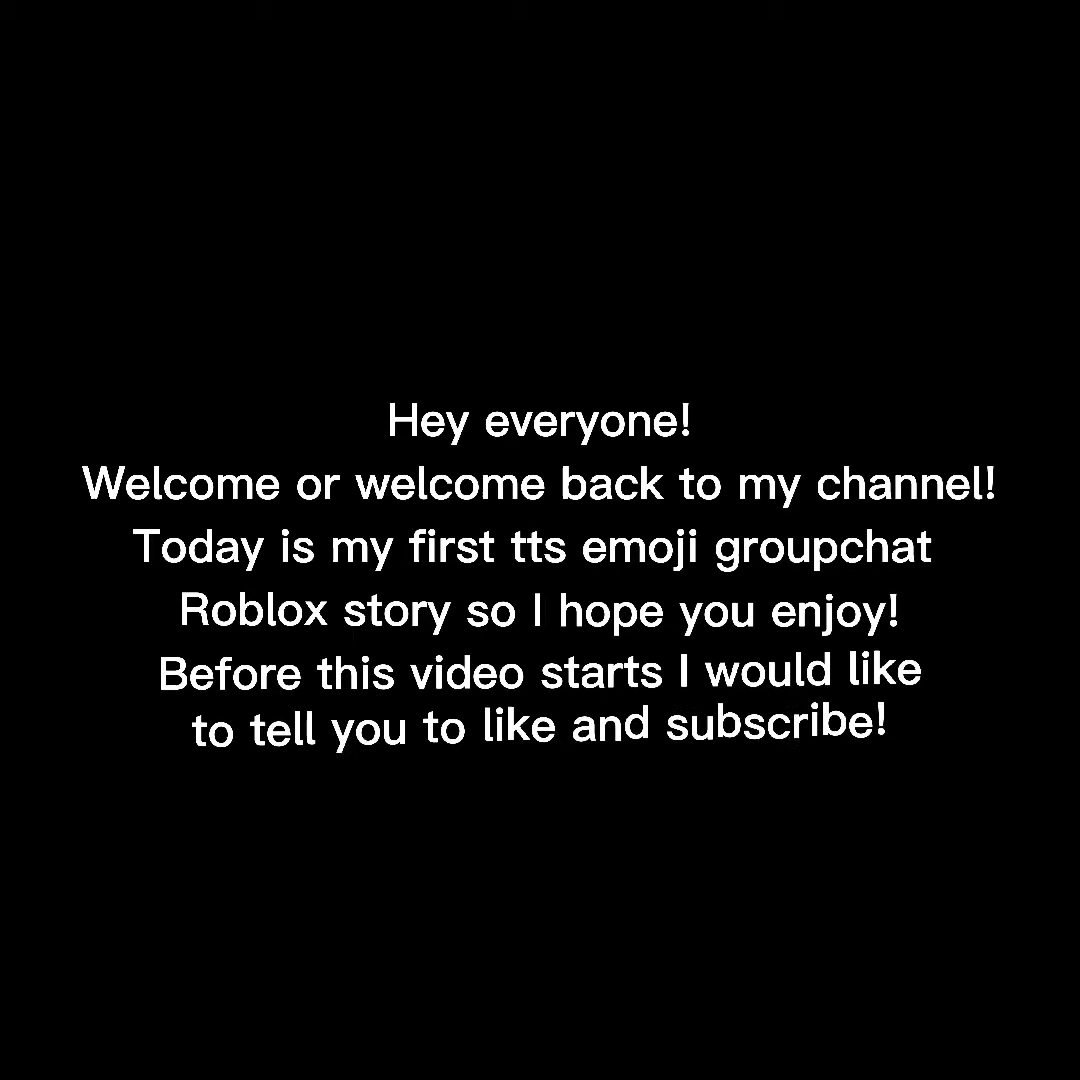 Hey everyone!
Welcome or welcome back to my channel!
Today is my first tts emoji groupchat
Roblox story so I hope you enjoy!
Before this video starts I would like
to tell you to like and subscribe!